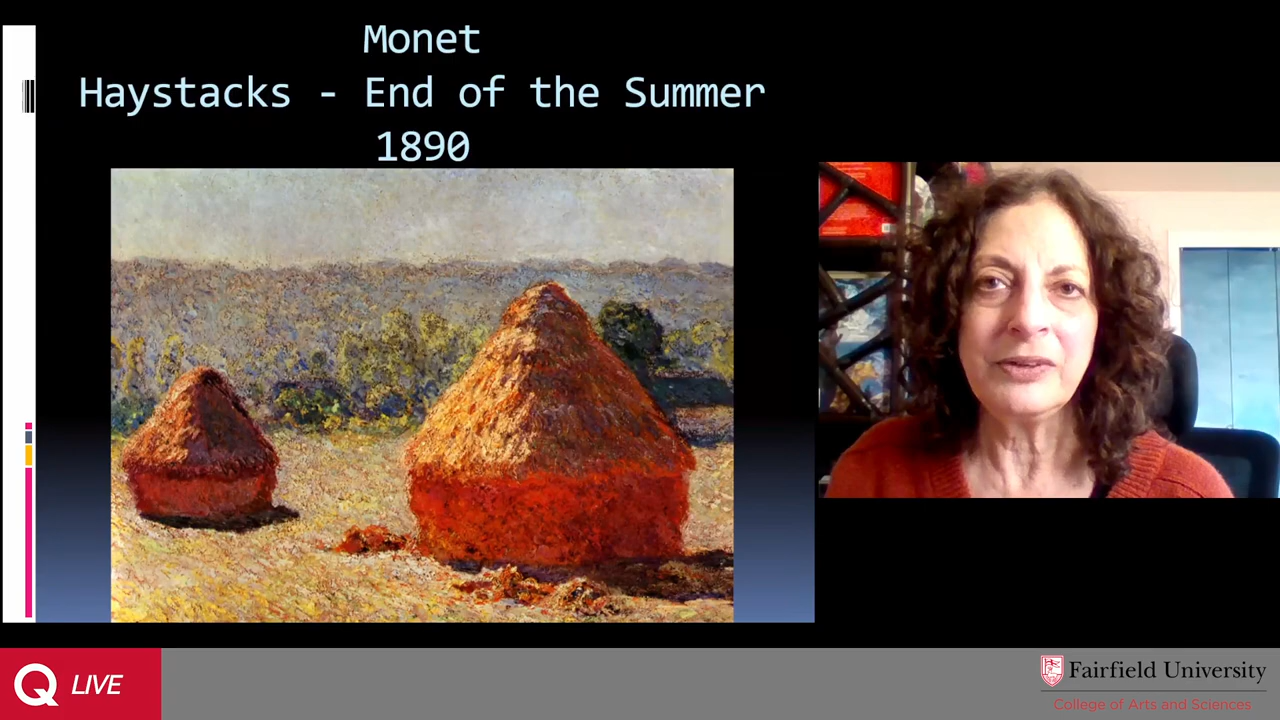 Monet
Haystacks - End of the Summer
1890
Q LIVE
Fairfield University
College of Arts and Sciences